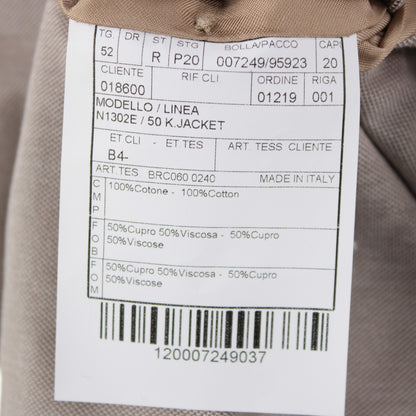 TG DR ST STG BOLLA/PACCO CAP
52 R P20 007249/95923 20
CLIENTE RIF CLI ORDINE RIGA
018600 01219 001
MODELLO / LINEA
N1302E / 50 K.JACKET
ET CLI - ET TES ART TESS CLIENTE
B4-
ART.TES BRC060 0240 MADE IN ITALY
CMP 100%Cotone - 100%Cotton
FOB 50%Cupro 50%Viscosa - 50%Cupro
50%Viscose
FOM 50%Cupro 50%Viscosa - 50%Cupro
50%Viscose
120007249037